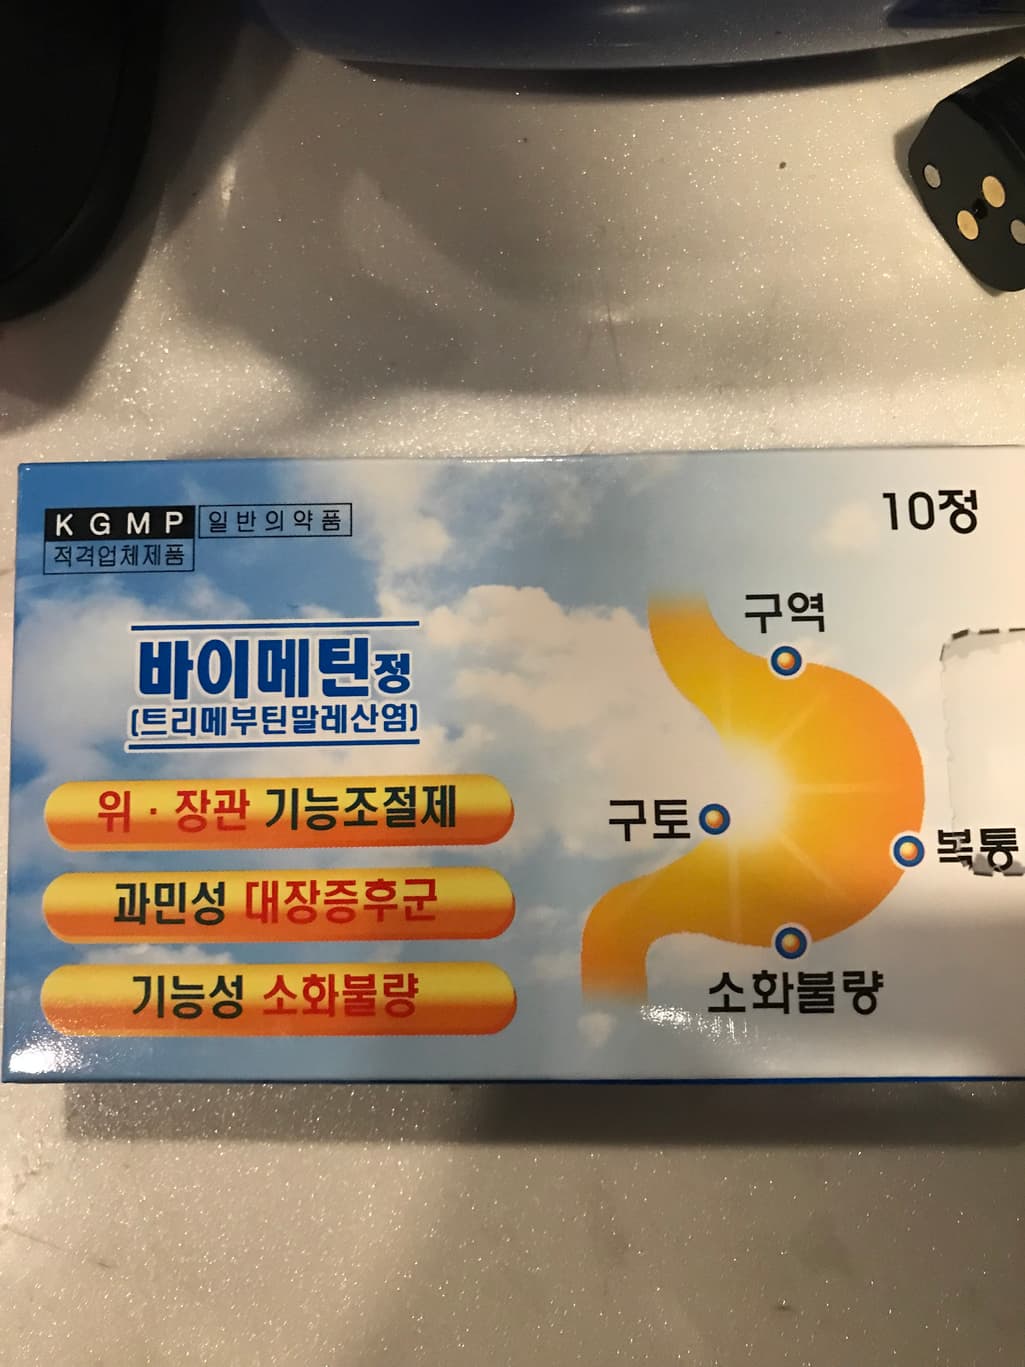 KGMP 일반의약품
적격업체제품
10정
바이메틴정
(트리메부틴말레산염)
위·장관 기능조절제
과민성 대장증후군
기능성 소화불량
구역
구토
복통
소화불량